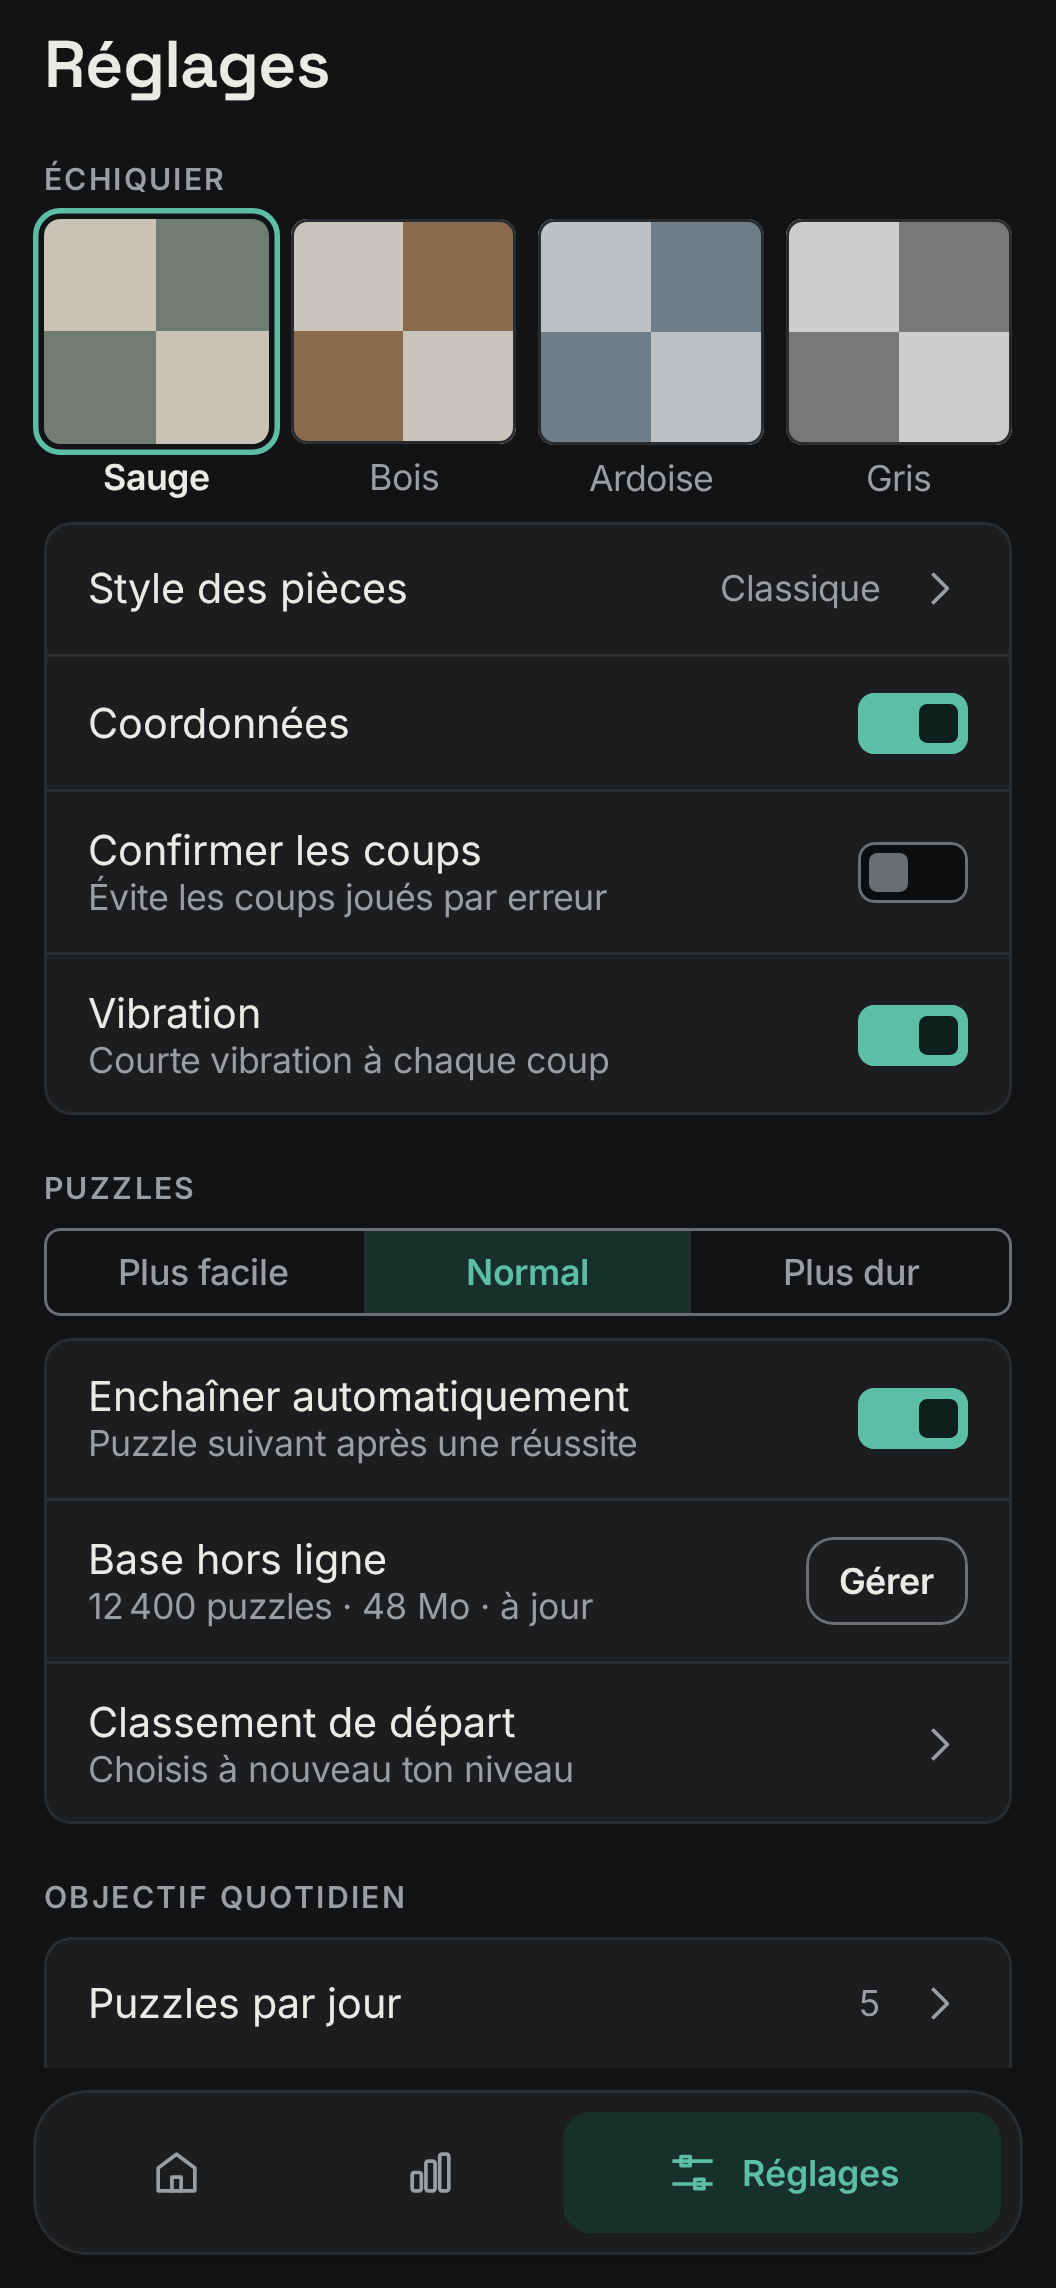 Réglages
ÉCHIQUIER
Sauge
Bois
Ardoise
Gris
Style des pièces
Classique
Coordonnées
Confirmer les coups
Évite les coups joués par erreur
Vibration
Courte vibration à chaque coup
PUZZLES
Plus facile
Normal
Plus dur
Enchaîner automatiquement
Puzzle suivant après une réussite
Base hors ligne
12 400 puzzles · 48 Mo · à jour
Gérer
Classement de départ
Choisis à nouveau ton niveau
OBJECTIF QUOTIDIEN
Puzzles par jour
5
Réglages